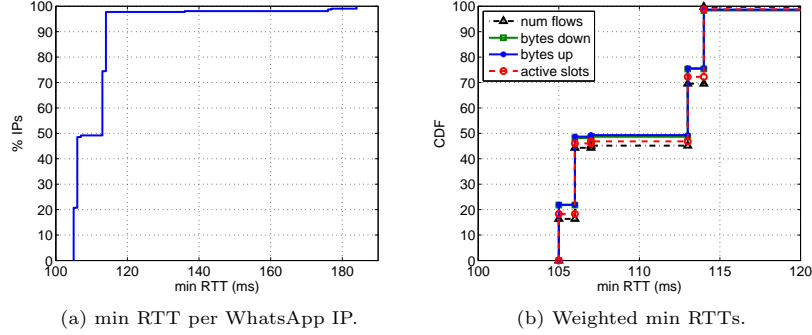 100
90
80
70
60
50
40
30
20
10
0
% IPs
100 120 140 160 180
min RTT (ms)
(a) min RTT per WhatsApp IP.
100
90
80
70
60
50
40
30
20
10
0
CDF
num flows
bytes down
bytes up
active slots
100 105 110 115 120
min RTT (ms)
(b) Weighted min RTTs.